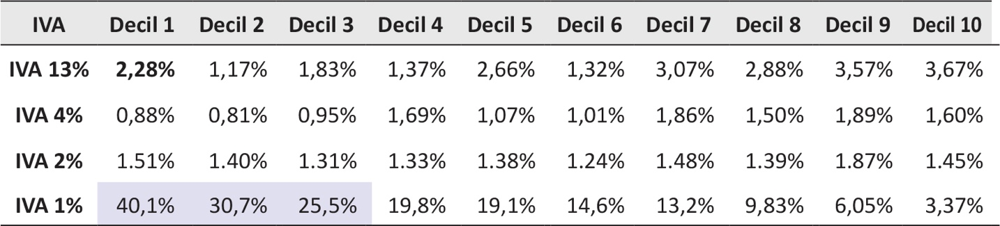 IVA Decil 1 Decil 2 Decil 3 Decil 4 Decil 5 Decil 6 Decil 7 Decil 8 Decil 9 Decil 10
IVA 13% 2,28% 1,17% 1,83% 1,37% 2,66% 1,32% 3,07% 2,88% 3,57% 3,67%
IVA 4% 0,88% 0,81% 0,95% 1,69% 1,07% 1,01% 1,86% 1,50% 1,89% 1,60%
IVA 2% 1.51% 1.40% 1.31% 1.33% 1.38% 1.24% 1.48% 1.39% 1.87% 1.45%
IVA 1% 40,1% 30,7% 25,5% 19,8% 19,1% 14,6% 13,2% 9,83% 6,05% 3,37%